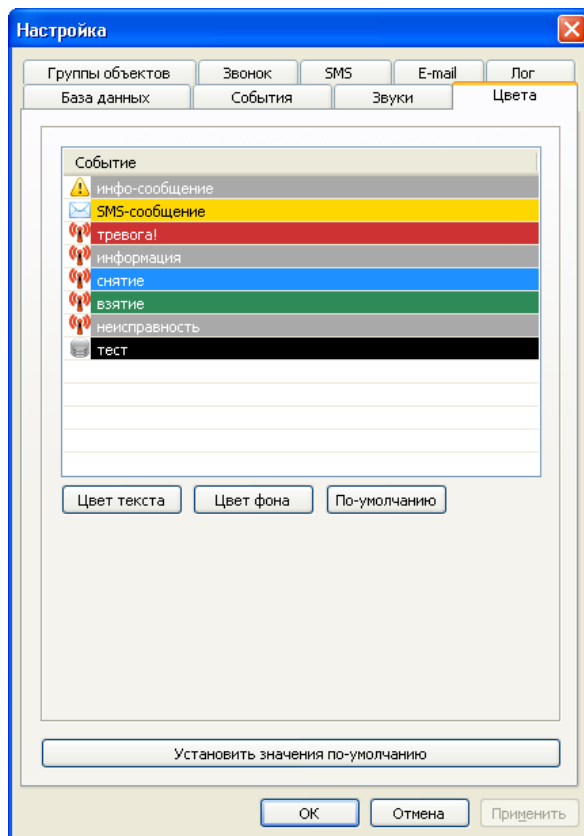 Настройка
Группы объектов Звонок SMS E-mail Лог
База данных События Звуки Цвета
Событие
инфо-сообщение
SMS-сообщение
тревога!
информация
снятие
взятие
неисправность
тест
Цвет текста Цвет фона По-умолчанию
Установить значения по-умолчанию
ОК Отмена Применить